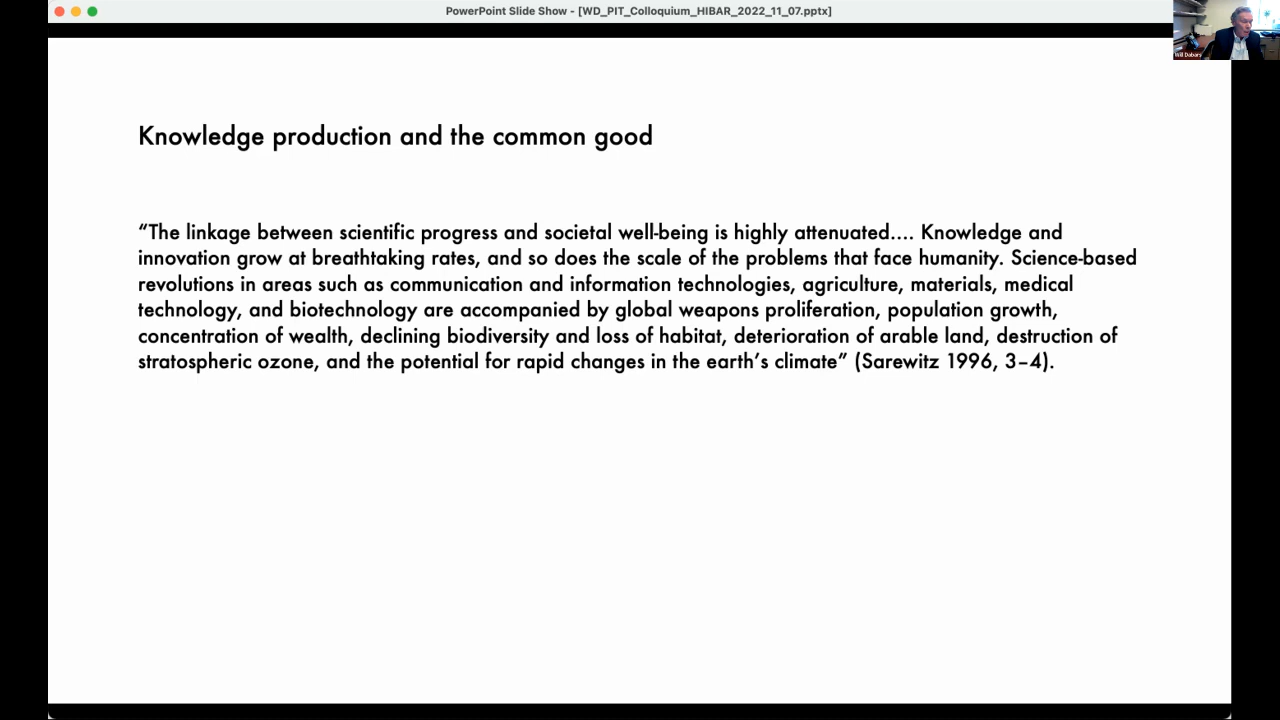 PowerPoint Slide Show - [WD_PIT_Colloquium_HIBAR_2022_11_07.pptx]
Will Dabars
Knowledge production and the common good
“The linkage between scientific progress and societal well-being is highly attenuated.... Knowledge and
innovation grow at breathtaking rates, and so does the scale of the problems that face humanity. Science-based
revolutions in areas such as communication and information technologies, agriculture, materials, medical
technology, and biotechnology are accompanied by global weapons proliferation, population growth,
concentration of wealth, declining biodiversity and loss of habitat, deterioration of arable land, destruction of
stratospheric ozone, and the potential for rapid changes in the earth’s climate” (Sarewitz 1996, 3–4).